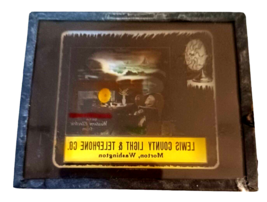 LEWIS COUNTY LIGHT & TELEPHONE CO.
Morton, Washington